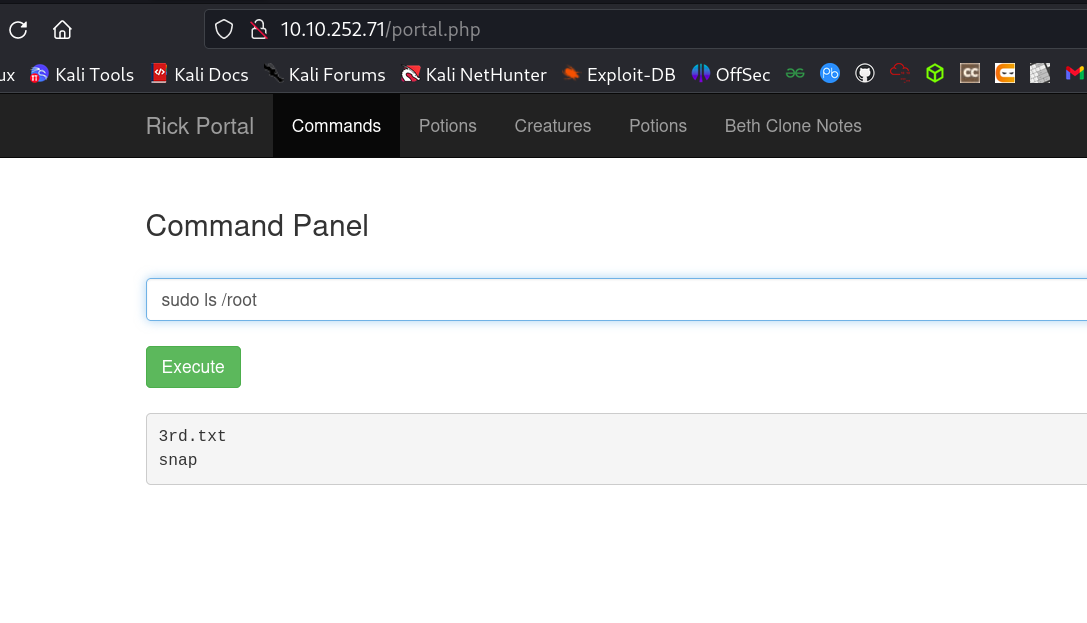 10.10.252.71/portal.php
ux Kali Tools Kali Docs Kali Forums Kali NetHunter Exploit-DB OffSec
Rick Portal Commands Potions Creatures Potions Beth Clone Notes
Command Panel
sudo ls /root
Execute
3rd.txt
snap